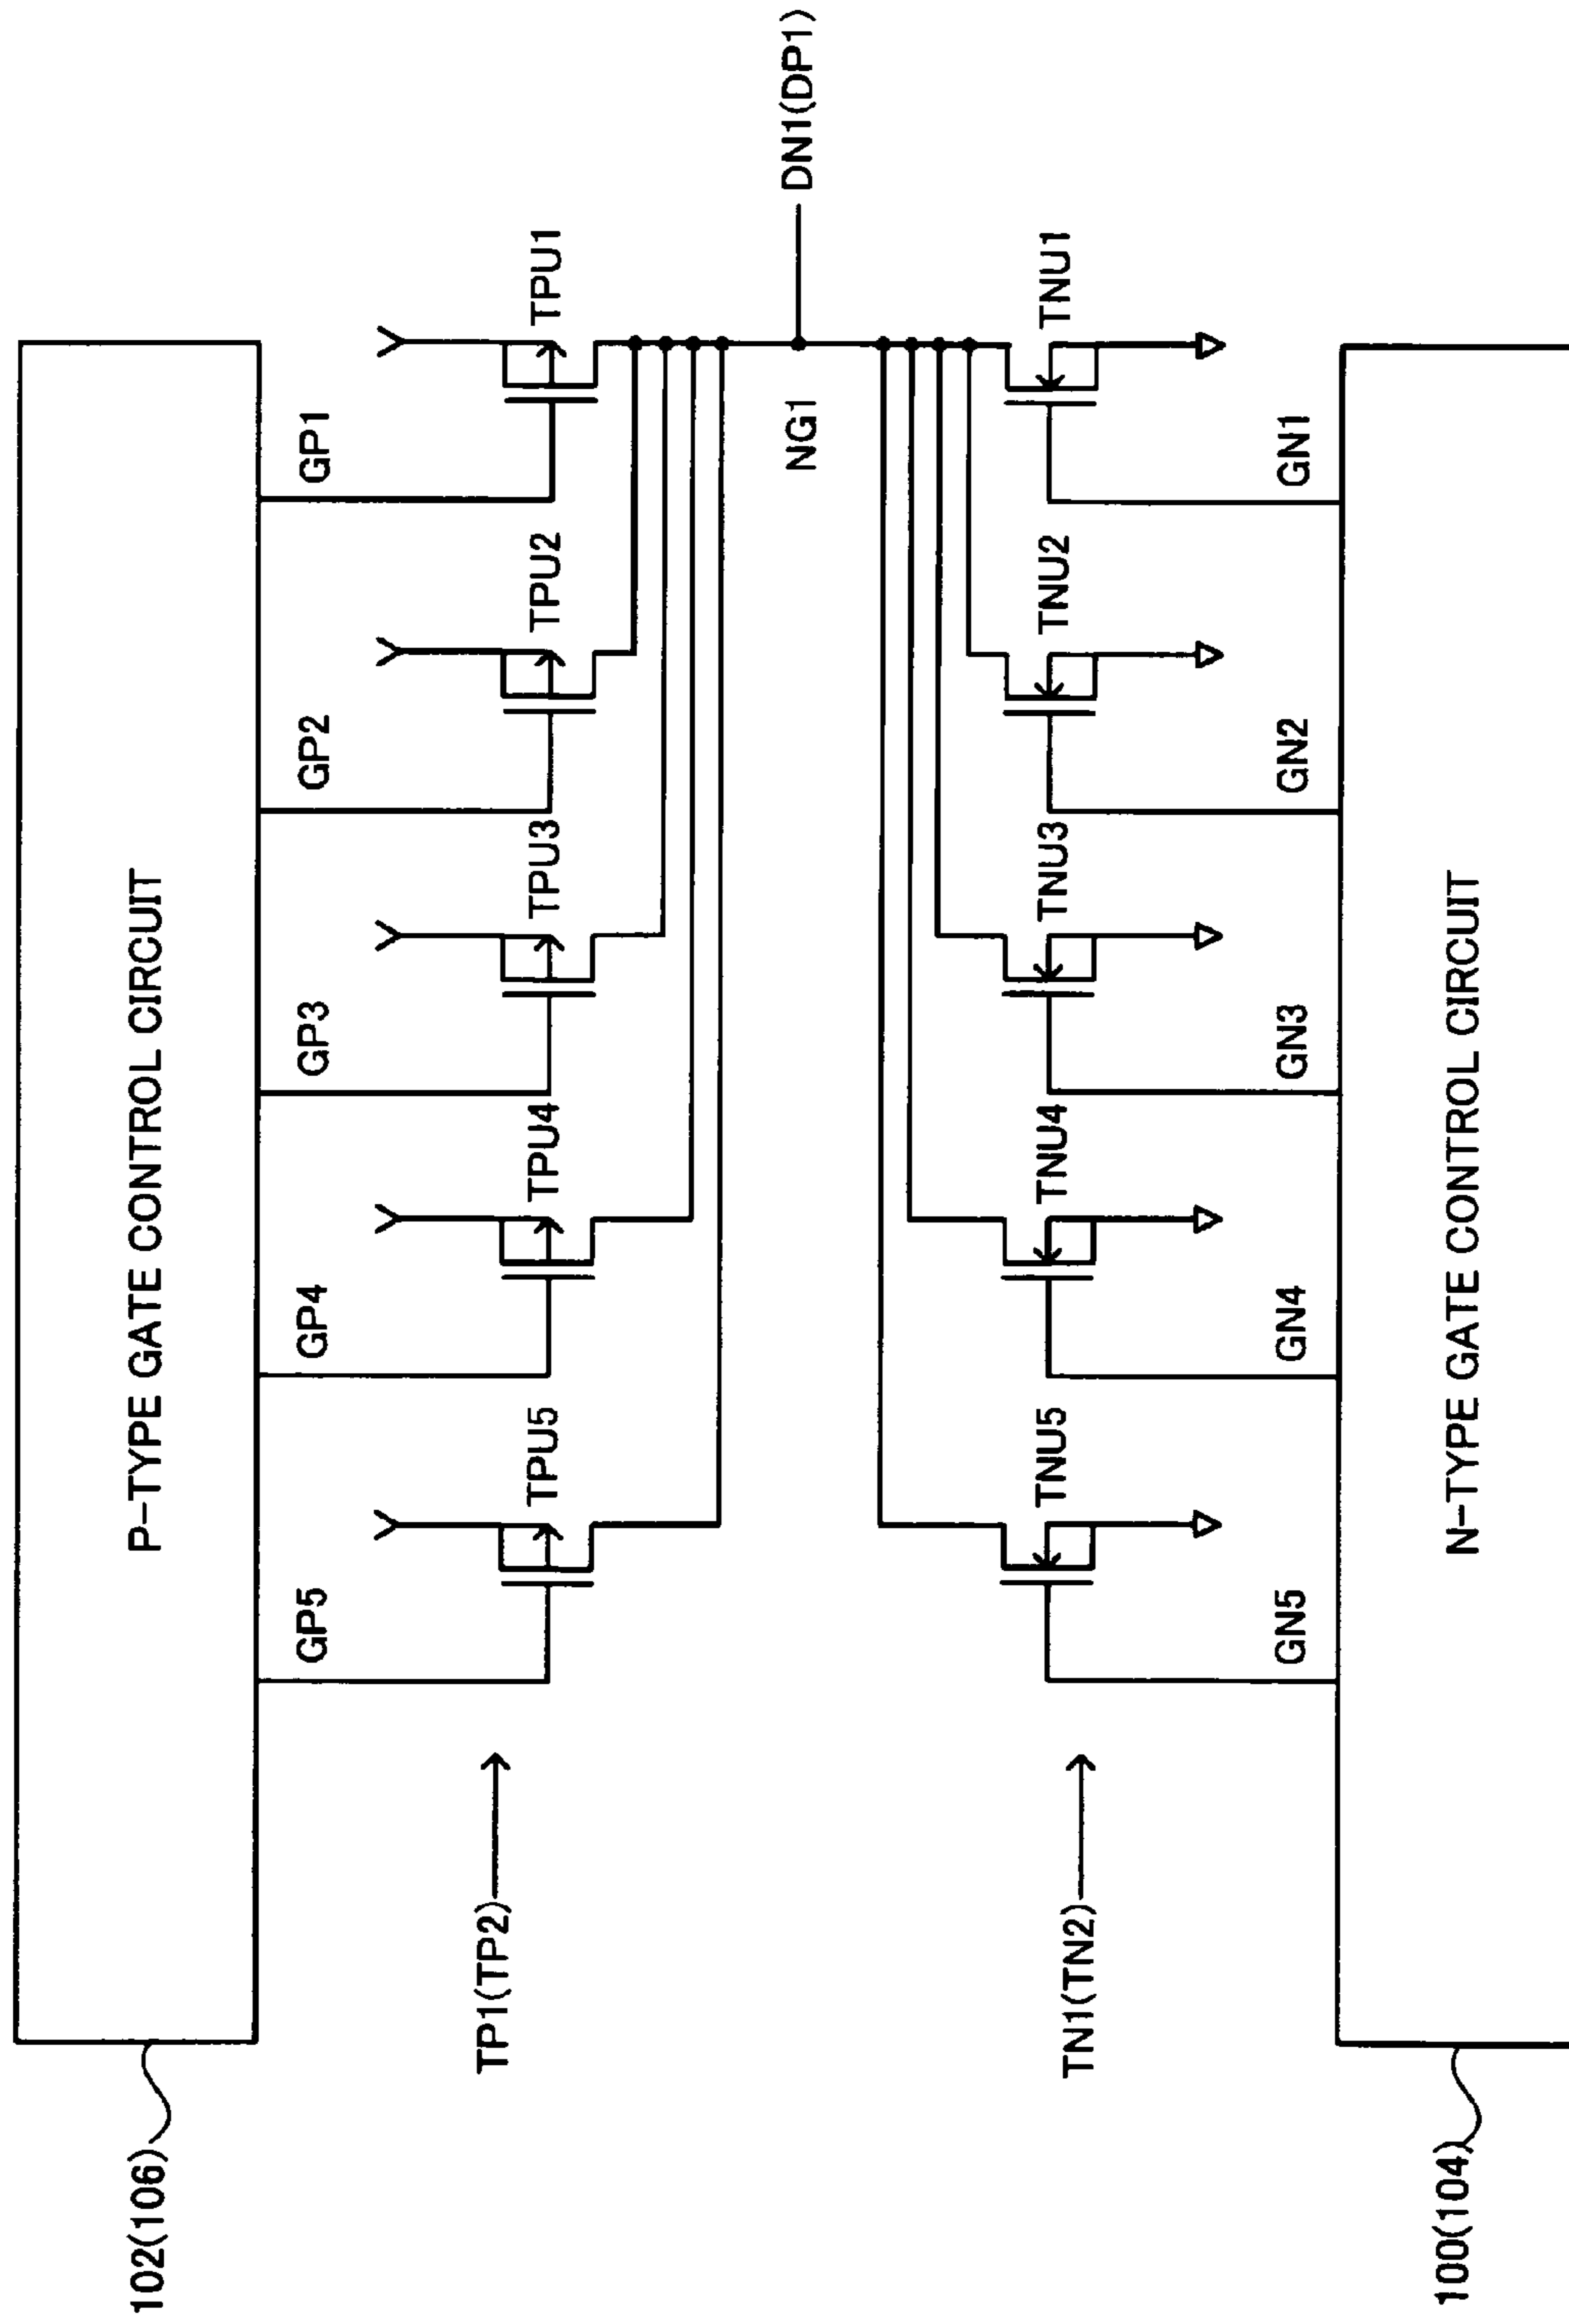 102(106)
P-TYPE GATE CONTROL CIRCUIT
GP5
GP4
GP3
GP2
GP1
TP1(TP2)
TPU5
TPU4
TPU3
TPU2
TPU1
NG1
DN1(DP1)
TN1(TN2)
TNU5
TNU4
TNU3
TNU2
TNU1
GN5
GN4
GN3
GN2
GN1
100(104)
N-TYPE GATE CONTROL CIRCUIT